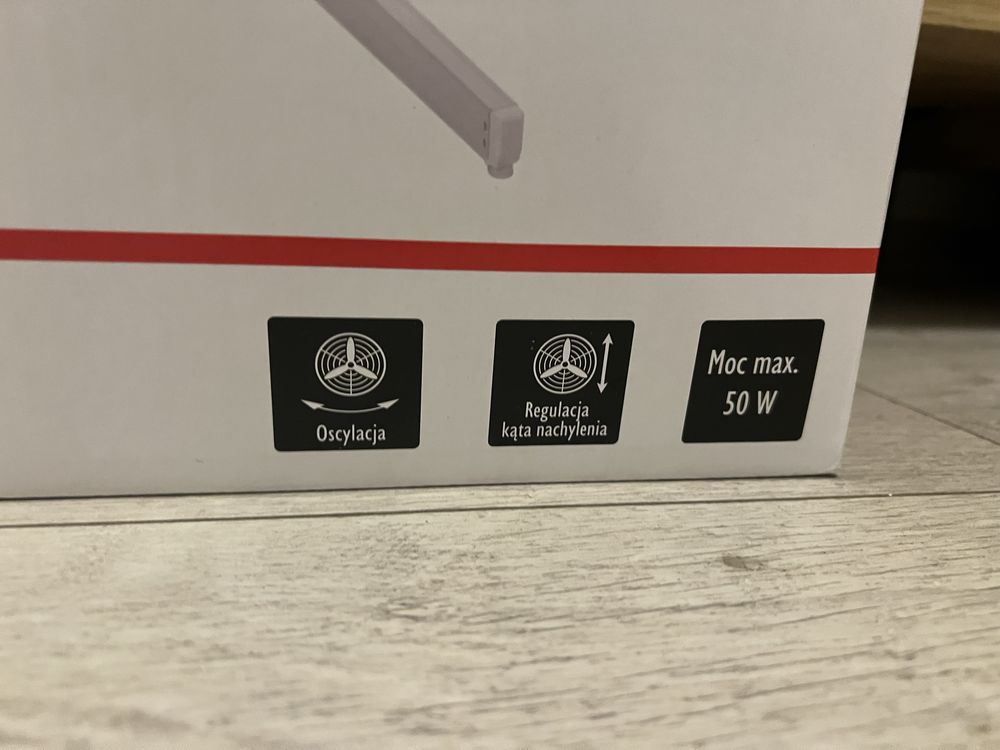 Oscylacja
Regulacja
kąta nachylenia
Moc max.
50 W